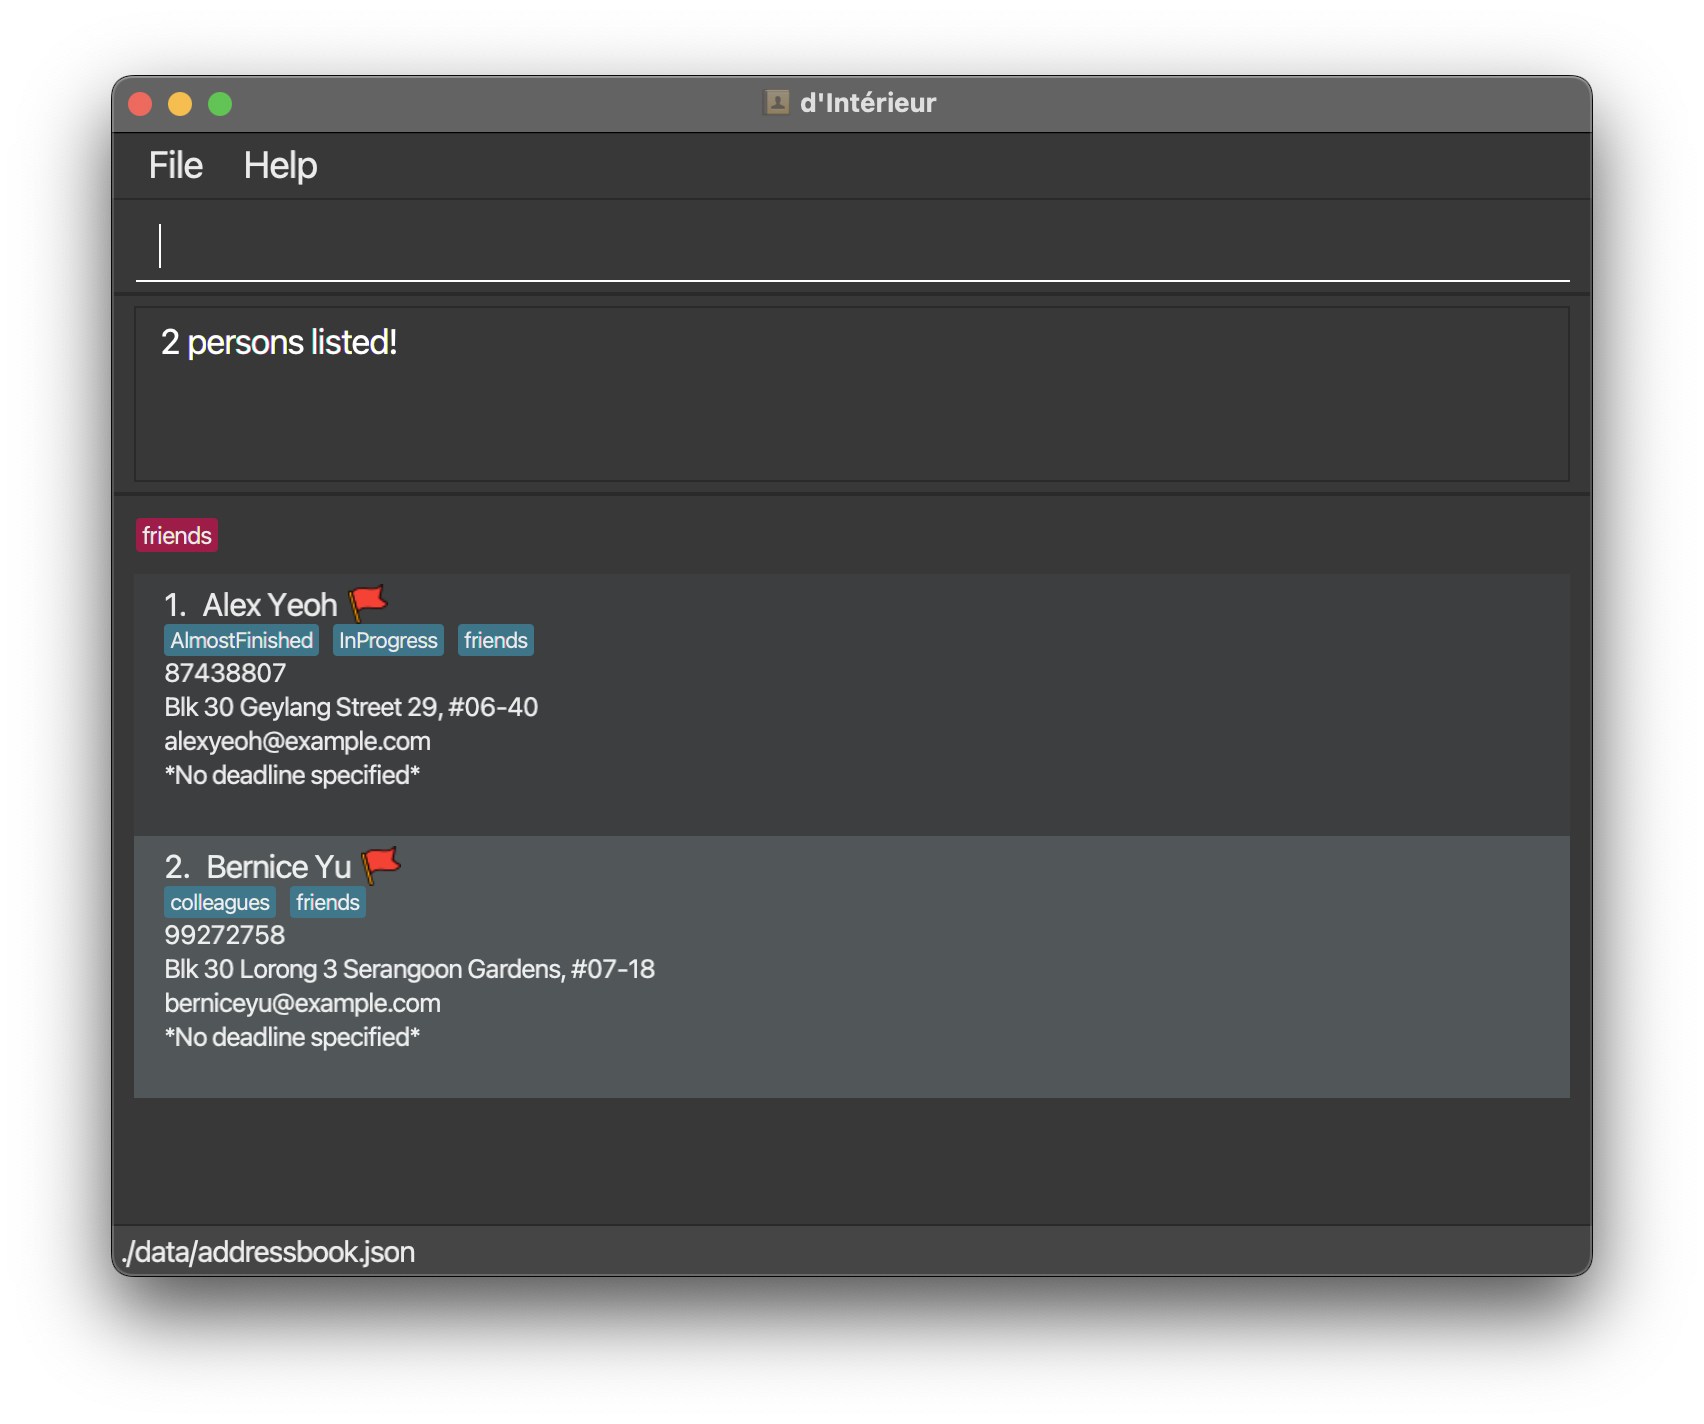 d'Intérieur
File Help
2 persons listed!
friends
1. Alex Yeoh
AlmostFinished InProgress friends
87438807
Blk 30 Geylang Street 29, #06-40
alexyeoh@example.com
*No deadline specified*
2. Bernice Yu
colleagues friends
99272758
Blk 30 Lorong 3 Serangoon Gardens, #07-18
berniceyu@example.com
*No deadline specified*
./data/addressbook.json